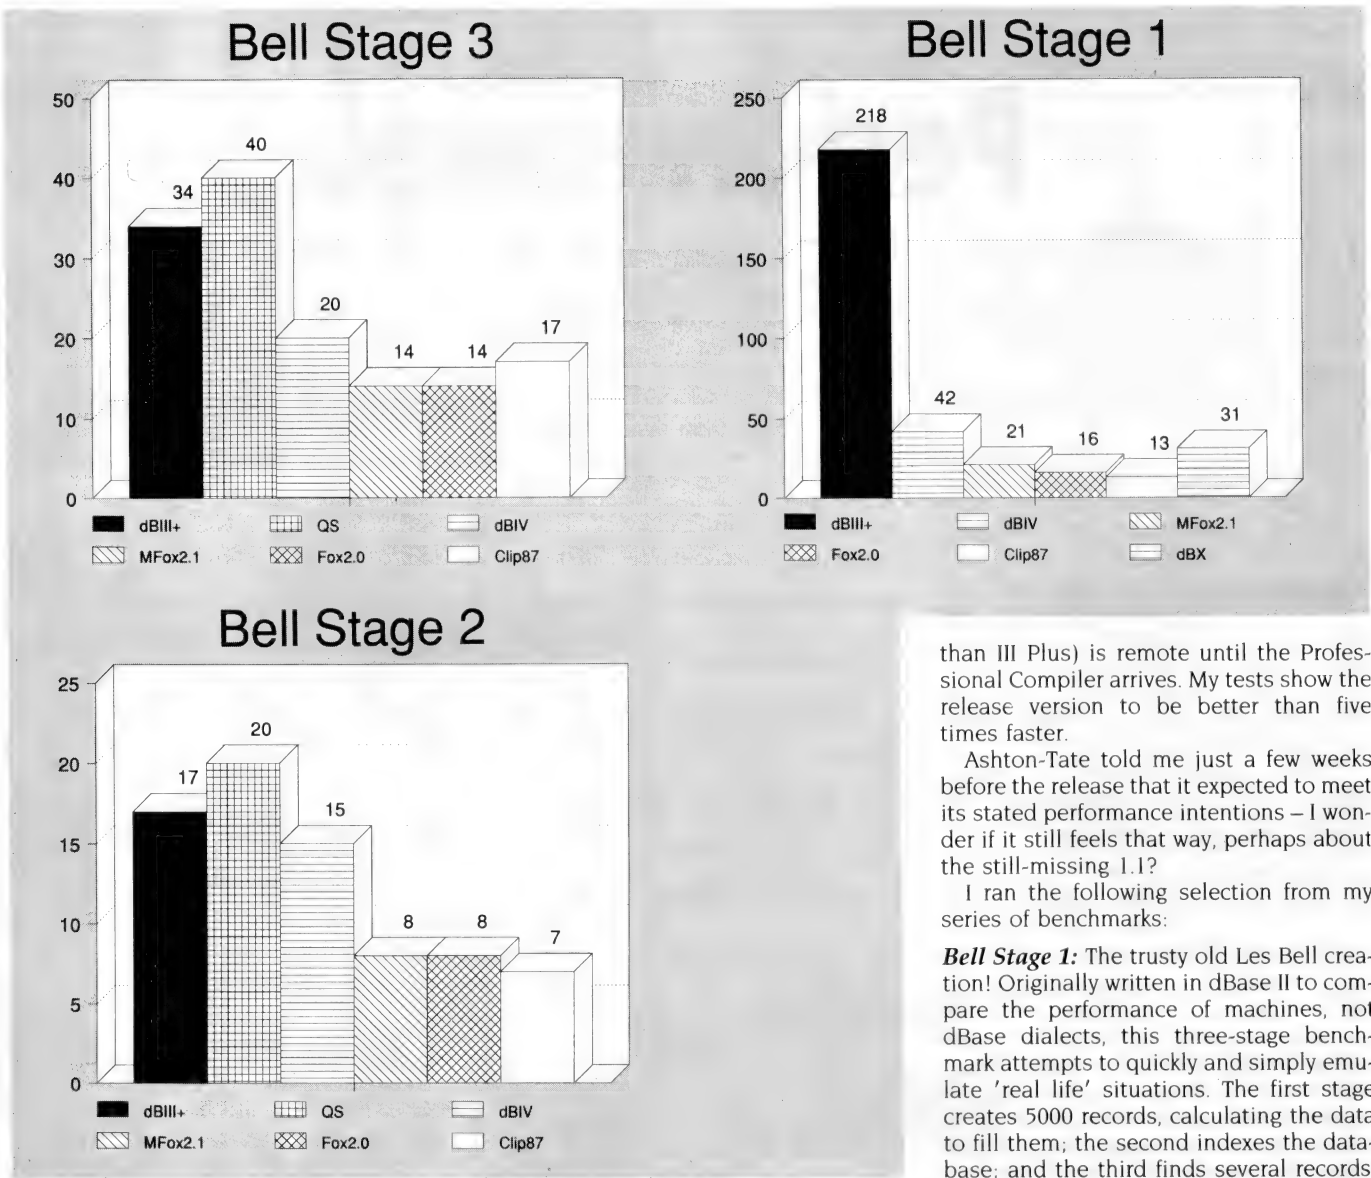 Bell Stage 3
50
40
30
20
10
0
34
40
20
14
14
17
dBIII+
QS
dBIV
MFox2.1
Fox2.0
Clip87
Bell Stage 1
250
200
150
100
50
0
218
42
21
16
13
31
dBIII+
dBIV
MFox2.1
Fox2.0
Clip87
dBX
Bell Stage 2
25
20
15
10
5
0
17
20
15
8
8
7
dBIII+
QS
dBIV
MFox2.1
Fox2.0
Clip87
than III Plus) is remote until the Profes-
sional Compiler arrives. My tests show the
release version to be better than five
times faster.
Ashton-Tate told me just a few weeks
before the release that it expected to meet
its stated performance intentions – I won-
der if it still feels that way, perhaps about
the still-missing 1.1?
I ran the following selection from my
series of benchmarks:
Bell Stage 1: The trusty old Les Bell crea-
tion! Originally written in dBase II to com-
pare the performance of machines, not
dBase dialects, this three-stage bench-
mark attempts to quickly and simply emu-
late 'real life' situations. The first stage
creates 5000 records, calculating the data
to fill them; the second indexes the data-
base; and the third finds several records